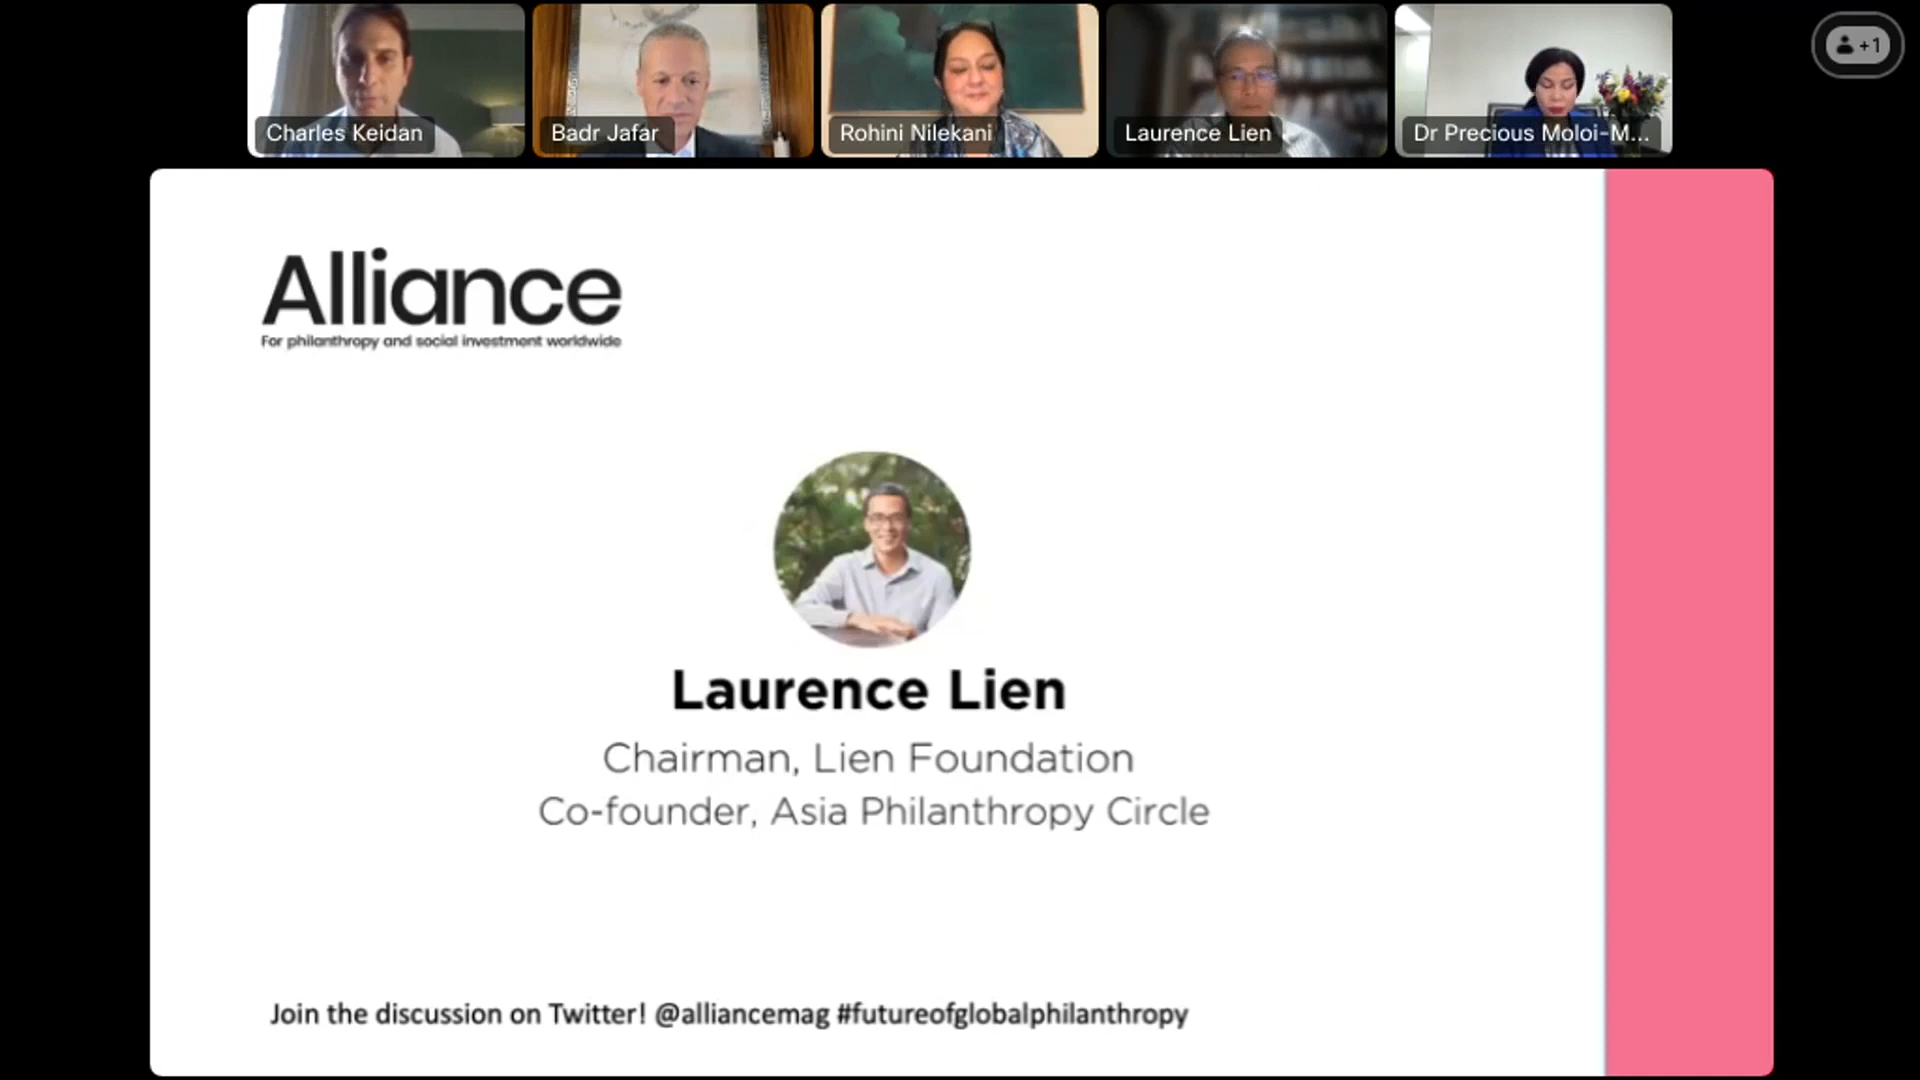 Charles Keidan
Badr Jafar
Rohini Nilekani
Laurence Lien
Dr Precious Moloi-M...
+1
Alliance
For philanthropy and social investment worldwide
Laurence Lien
Chairman, Lien Foundation
Co-founder, Asia Philanthropy Circle
Join the discussion on Twitter! @alliancemag #futureofglobalphilanthropy